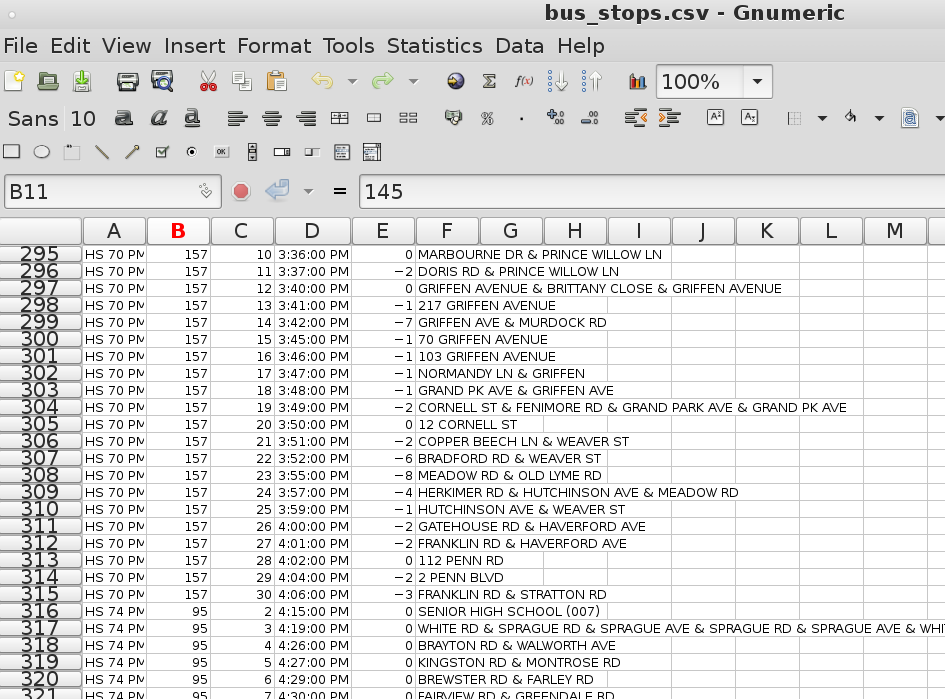 bus_stops.csv - Gnumeric
File Edit View Insert Format Tools Statistics Data Help
f(x) 100%
Sans 10 a a a % A² A₂ a
OK
B11 = 145
A B C D E F G H I J K L M
295 HS 70 PM 157 10 3:36:00 PM 0 MARBOURNE DR & PRINCE WILLOW LN
296 HS 70 PM 157 11 3:37:00 PM −2 DORIS RD & PRINCE WILLOW LN
297 HS 70 PM 157 12 3:40:00 PM 0 GRIFFEN AVENUE & BRITTANY CLOSE & GRIFFEN AVENUE
298 HS 70 PM 157 13 3:41:00 PM −1 217 GRIFFEN AVENUE
299 HS 70 PM 157 14 3:42:00 PM −7 GRIFFEN AVE & MURDOCK RD
300 HS 70 PM 157 15 3:45:00 PM −1 70 GRIFFEN AVENUE
301 HS 70 PM 157 16 3:46:00 PM −1 103 GRIFFEN AVENUE
302 HS 70 PM 157 17 3:47:00 PM −1 NORMANDY LN & GRIFFEN
303 HS 70 PM 157 18 3:48:00 PM −1 GRAND PK AVE & GRIFFEN AVE
304 HS 70 PM 157 19 3:49:00 PM −2 CORNELL ST & FENIMORE RD & GRAND PARK AVE & GRAND PK AVE
305 HS 70 PM 157 20 3:50:00 PM 0 12 CORNELL ST
306 HS 70 PM 157 21 3:51:00 PM −2 COPPER BEECH LN & WEAVER ST
307 HS 70 PM 157 22 3:52:00 PM −6 BRADFORD RD & WEAVER ST
308 HS 70 PM 157 23 3:55:00 PM −8 MEADOW RD & OLD LYME RD
309 HS 70 PM 157 24 3:57:00 PM −4 HERKIMER RD & HUTCHINSON AVE & MEADOW RD
310 HS 70 PM 157 25 3:59:00 PM −1 HUTCHINSON AVE & WEAVER ST
311 HS 70 PM 157 26 4:00:00 PM −2 GATEHOUSE RD & HAVERFORD AVE
312 HS 70 PM 157 27 4:01:00 PM −2 FRANKLIN RD & HAVERFORD AVE
313 HS 70 PM 157 28 4:02:00 PM 0 112 PENN RD
314 HS 70 PM 157 29 4:04:00 PM −2 2 PENN BLVD
315 HS 70 PM 157 30 4:06:00 PM −3 FRANKLIN RD & STRATTON RD
316 HS 74 PM 95 2 4:15:00 PM 0 SENIOR HIGH SCHOOL (007)
317 HS 74 PM 95 3 4:19:00 PM 0 WHITE RD & SPRAGUE RD & SPRAGUE AVE & SPRAGUE RD & SPRAGUE AVE & WHI
318 HS 74 PM 95 4 4:26:00 PM 0 BRAYTON RD & WALWORTH AVE
319 HS 74 PM 95 5 4:27:00 PM 0 KINGSTON RD & MONTROSE RD
320 HS 74 PM 95 6 4:29:00 PM 0 BREWSTER RD & FARLEY RD
321 HS 74 PM 95 7 4:30:00 PM 0 FAIRVIEW RD & GREENDALE RD